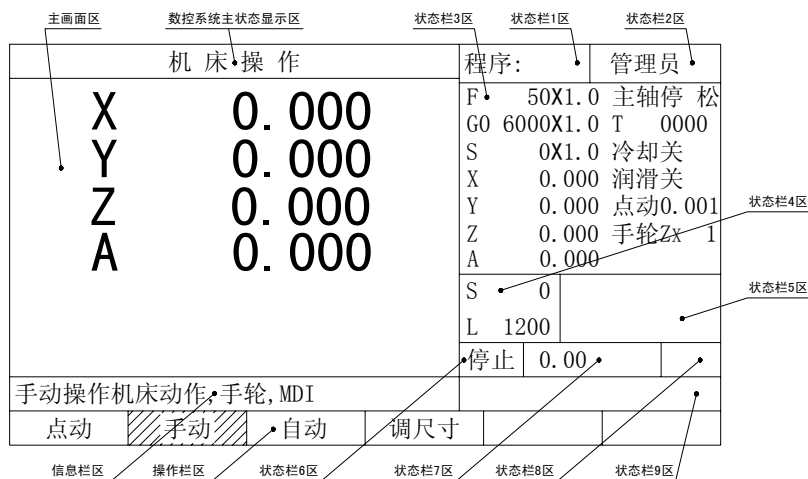 主画面区 数控系统主状态显示区 状态栏3区 状态栏1区 状态栏2区
机 床 操 作 程序: 管理员
X 0.000
Y 0.000
Z 0.000
A 0.000
F 50X1.0 主轴停 松
G0 6000X1.0 T 0000
S 0X1.0 冷却关
X 0.000 润滑关
Y 0.000 点动0.001
Z 0.000 手轮Zx 1
A 0.000
状态栏4区
S 0
L 1200
状态栏5区
停止 0.00
手动操作机床动作,手轮,MDI
点动 手动 自动 调尺寸
信息栏区 操作栏区 状态栏6区 状态栏7区 状态栏8区 状态栏9区